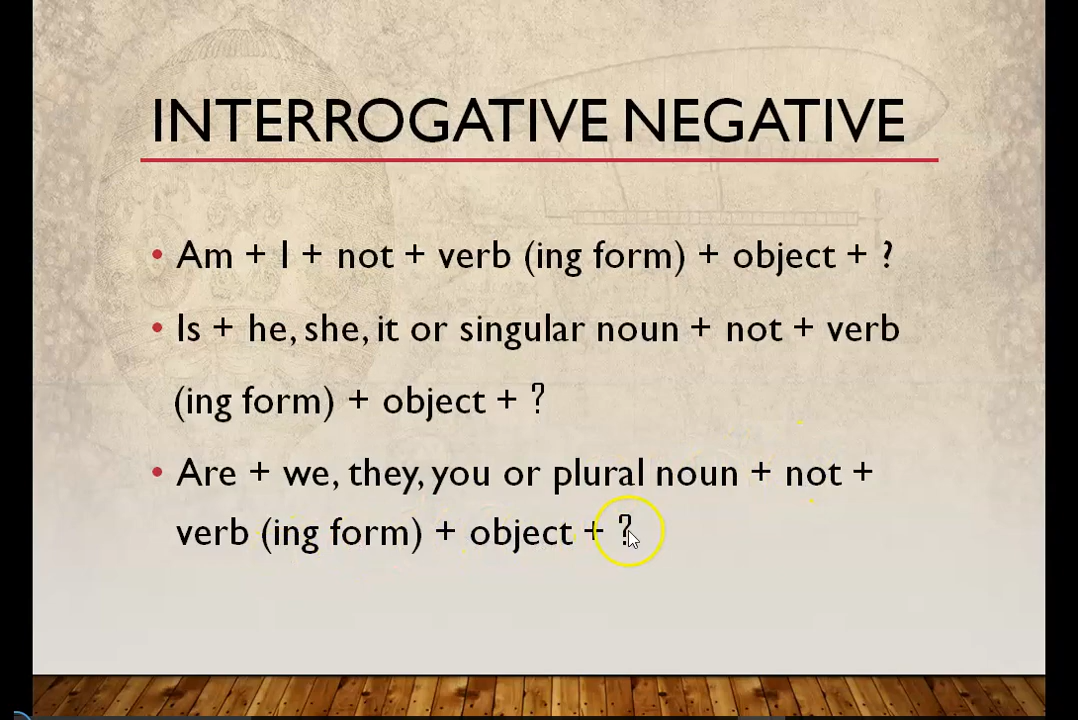 INTERROGATIVE NEGATIVE
• Am + I + not + verb (ing form) + object + ?
• Is + he, she, it or singular noun + not + verb
(ing form) + object + ?
• Are + we, they, you or plural noun + not +
verb (ing form) + object + ?